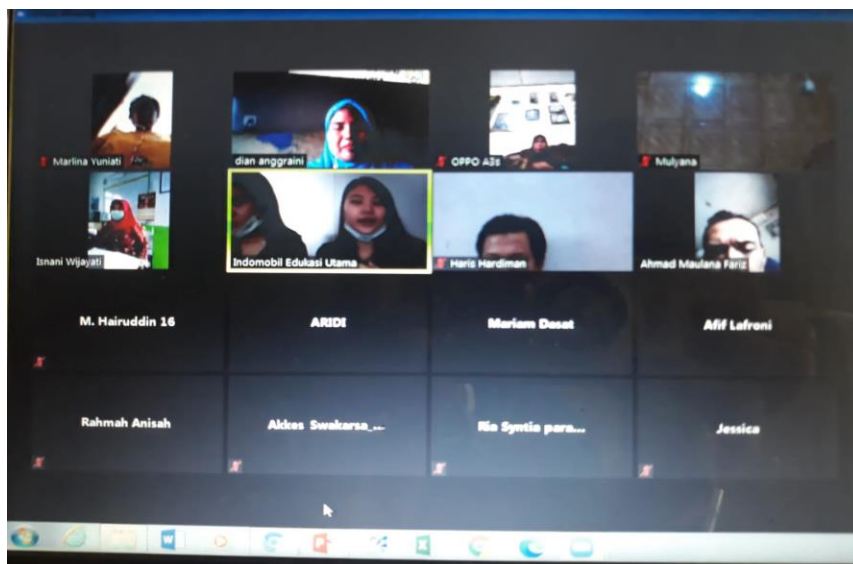 Marlina Yuniati
dian anggraini
OPPO A3s
Mulyana
Isnani Wijayati
Indomobil Edukasi Utama
Haris Hardiman
Ahmad Maulana Fariz
M. Hairuddin 16
ARIDI
Mariam Dasat
Afif Lafroni
Rahmah Anisah
Akkes Swakarsa_...
Ria Syntia para...
Jessica